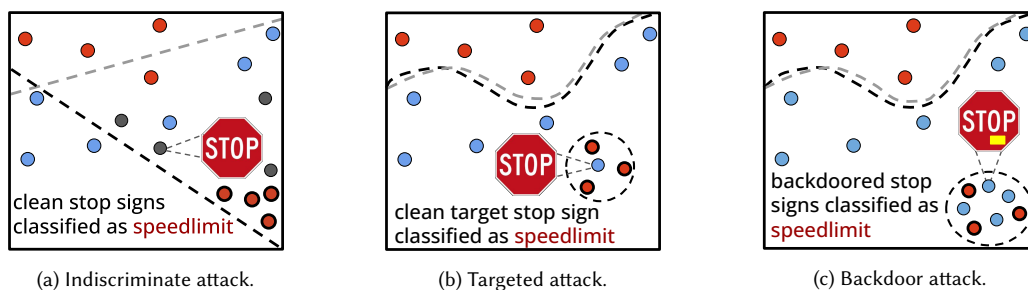 STOP
clean stop signs
classified as speedlimit
(a) Indiscriminate attack.
STOP
clean target stop sign
classified as speedlimit
(b) Targeted attack.
STOP
backdoored stop
signs classified as
speedlimit
(c) Backdoor attack.